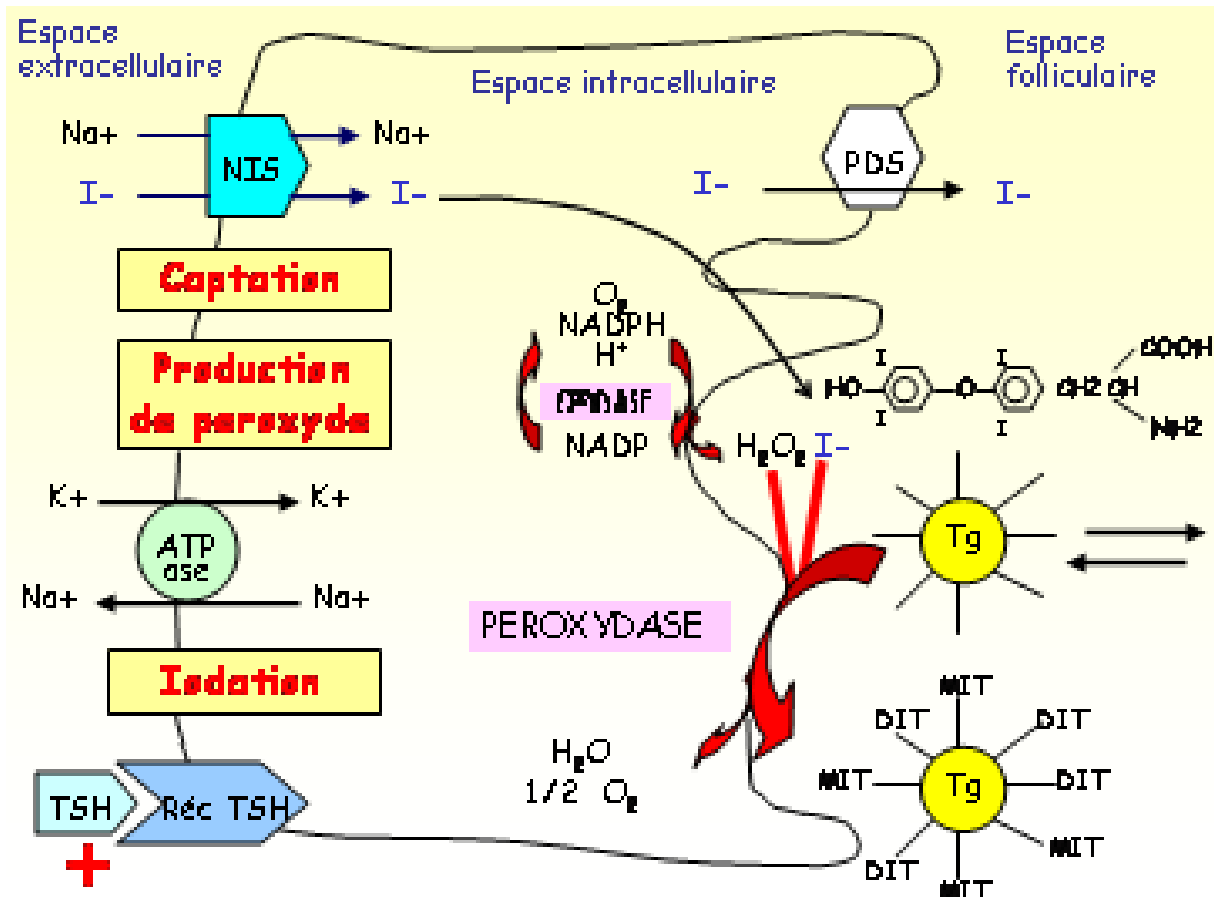 Espace
extracellulaire
Espace intracellulaire
Espace
folliculaire
Na+
Na+
NIS
I-
I-
PDS
I-
I-
Captation
Production
de peroxyde
O2
NADPH
H+
NADP
H2O2 I-
I
I
HO
O
CH2 CH
COOH
NH2
I
I
K+
K+
ATP
ase
Na+
Na+
Tg
PEROXYDASE
Iodation
H2O
1/2 O2
TSH
Réc TSH
+
MIT
DIT
DIT
MIT
Tg
DIT
DIT
MIT
MIT